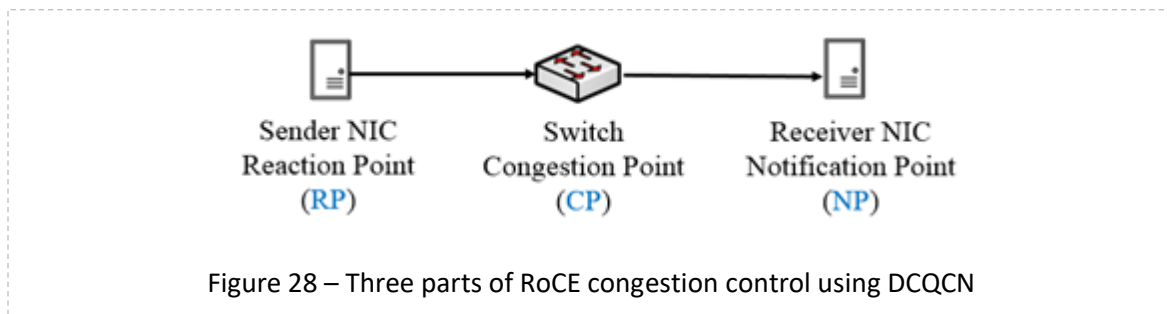 Sender NIC
Reaction Point
(RP)
Switch
Congestion Point
(CP)
Receiver NIC
Notification Point
(NP)
Figure 28 – Three parts of RoCE congestion control using DCQCN